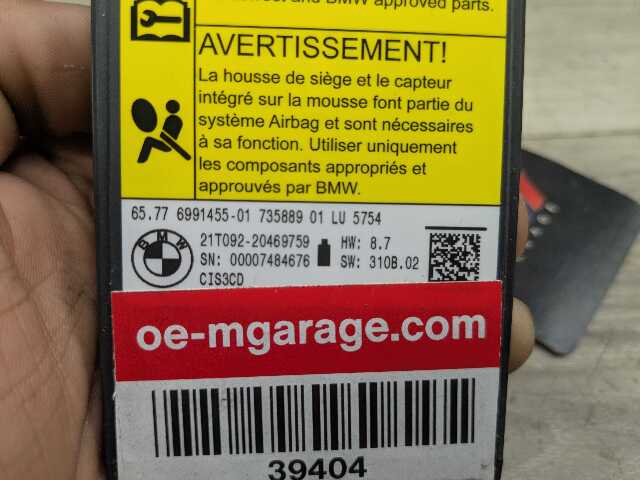 and BMW approved parts.
AVERTISSEMENT!
La housse de siège et le capteur
intégré sur la mousse font partie du
système Airbag et sont nécessaires
à sa fonction. Utiliser uniquement
les composants appropriés et
approuvés par BMW.
65.77 6991455-01 735889 01 LU 5754
BMW
21T092-20469759 HW: 8.7
SN: 00007484676 SW: 310B.02
CIS3CD
oe-mgarage.com
39404